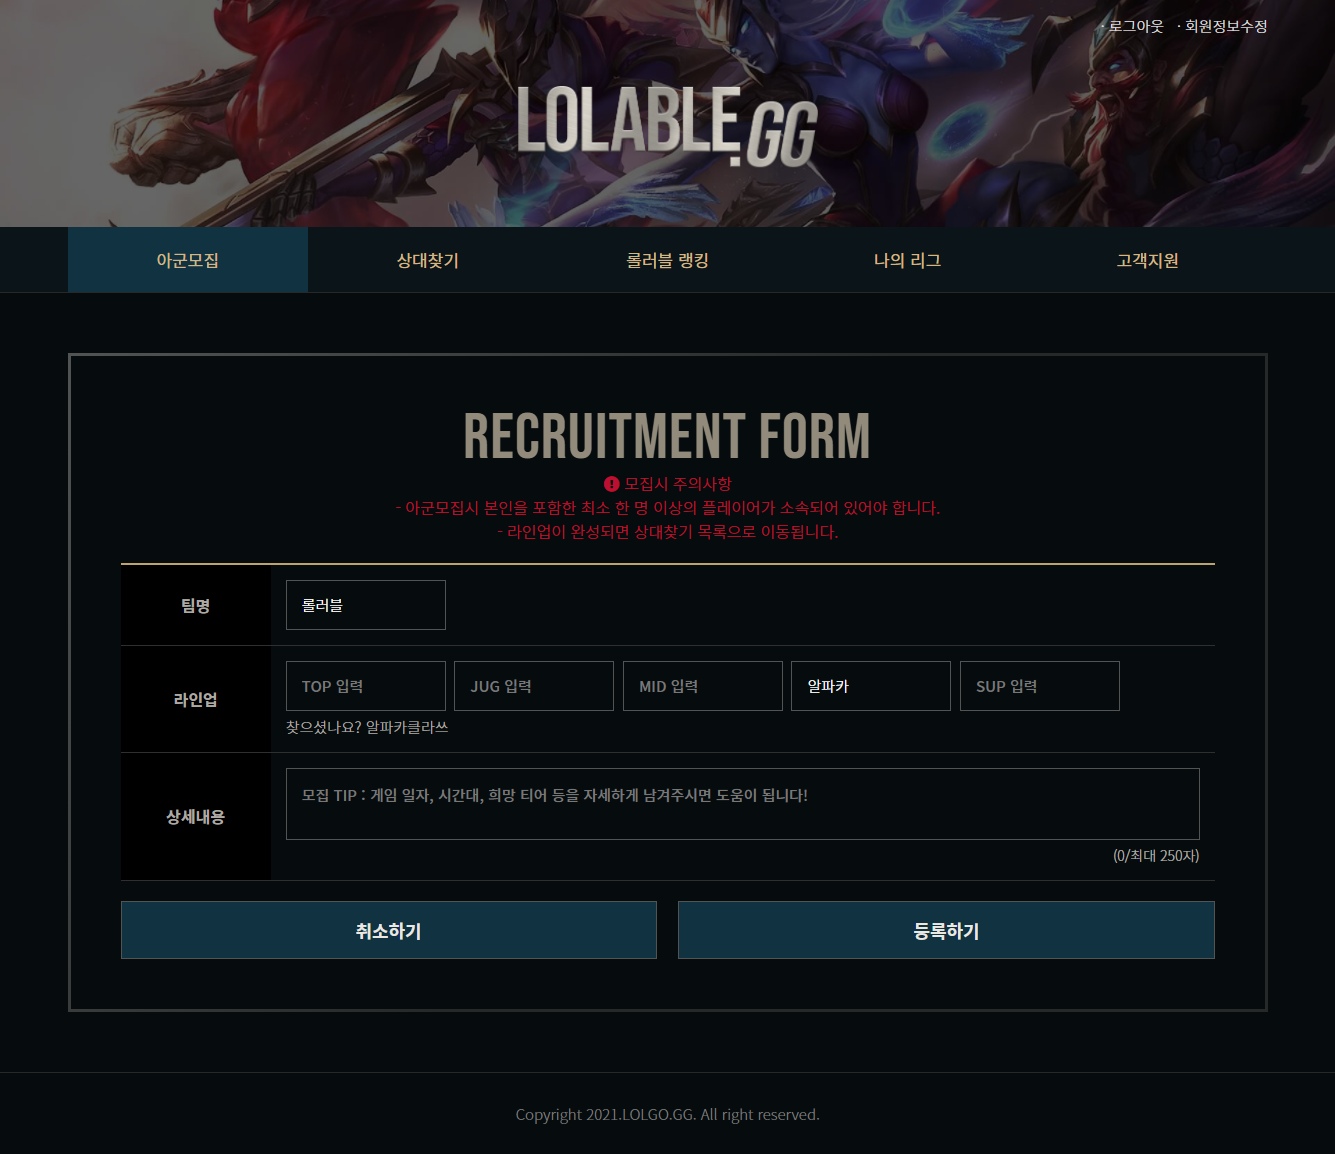 · 로그아웃 · 회원정보수정
LOLABLE.GG
아군모집 상대찾기 롤러블 랭킹 나의 리그 고객지원
RECRUITMENT FORM
모집시 주의사항
- 아군모집시 본인을 포함한 최소 한 명 이상의 플레이어가 소속되어 있어야 합니다.
- 라인업이 완성되면 상대찾기 목록으로 이동됩니다.
팀명 롤러블
라인업 TOP 입력 JUG 입력 MID 입력 알파카 SUP 입력
찾으셨나요? 알파카클라쓰
상세내용 모집 TIP : 게임 일자, 시간대, 희망 티어 등을 자세하게 남겨주시면 도움이 됩니다!
(0/최대 250자)
취소하기 등록하기
Copyright 2021.LOLGO.GG. All right reserved.